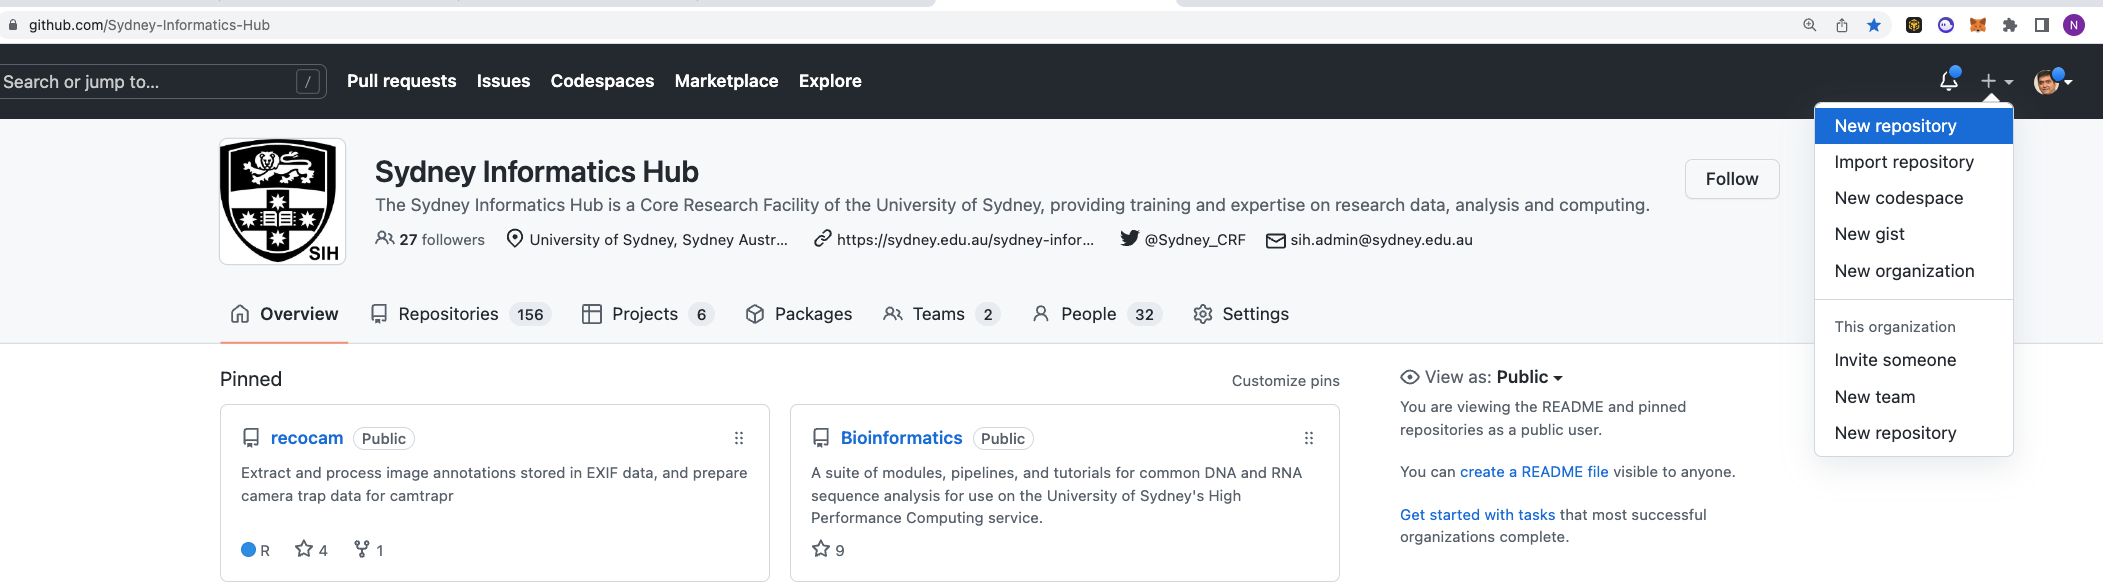 github.com/Sydney-Informatics-Hub
N
Search or jump to...
/
Pull requests
Issues
Codespaces
Marketplace
Explore
New repository
Import repository
New codespace
New gist
New organization
This organization
Invite someone
New team
New repository
SIH
Sydney Informatics Hub
Follow
The Sydney Informatics Hub is a Core Research Facility of the University of Sydney, providing training and expertise on research data, analysis and computing.
27 followers
University of Sydney, Sydney Austr...
https://sydney.edu.au/sydney-infor...
@Sydney_CRF
sih.admin@sydney.edu.au
Overview
Repositories 156
Projects 6
Packages
Teams 2
People 32
Settings
Pinned
Customize pins
recocam Public
Extract and process image annotations stored in EXIF data, and prepare
camera trap data for camtrapr
R
4
1
Bioinformatics Public
A suite of modules, pipelines, and tutorials for common DNA and RNA
sequence analysis for use on the University of Sydney's High
Performance Computing service.
9
View as: Public
You are viewing the README and pinned
repositories as a public user.
You can create a README file visible to anyone.
Get started with tasks that most successful
organizations complete.